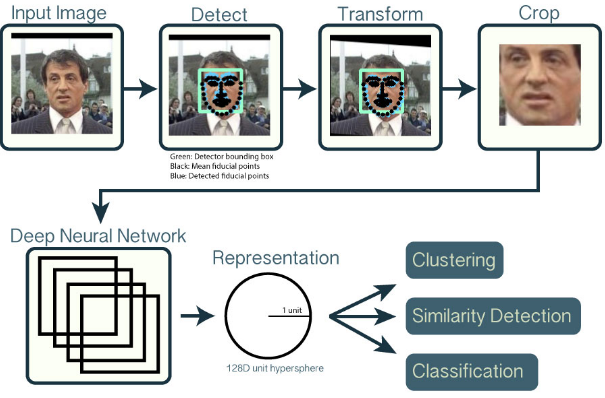 Input Image
Detect
Transform
Crop
Green: Detector bounding box
Black: Mean fiducial points
Blue: Detected fiducial points
Deep Neural Network
Representation
1 unit
128D unit hypersphere
Clustering
Similarity Detection
Classification